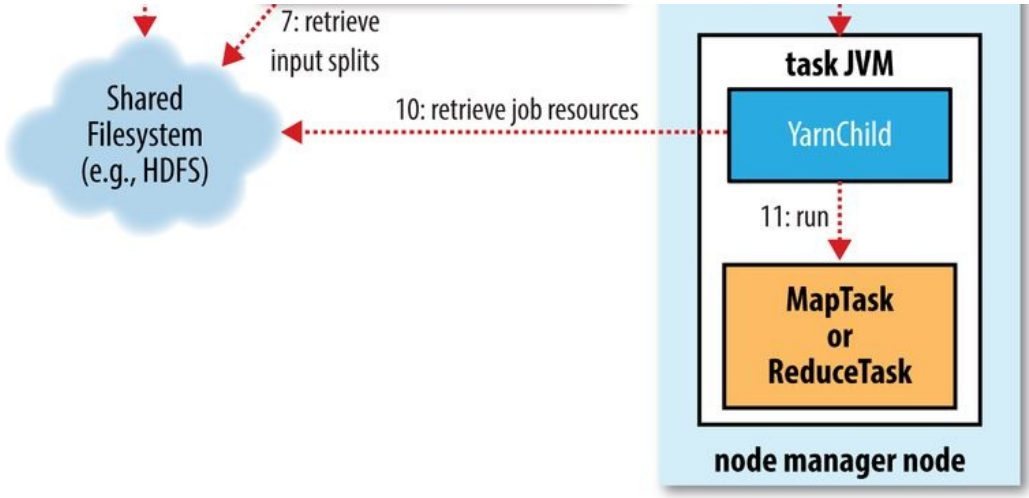 7: retrieve
input splits
task JVM
Shared
Filesystem
(e.g., HDFS)
10: retrieve job resources
YarnChild
11: run
MapTask
or
ReduceTask
node manager node